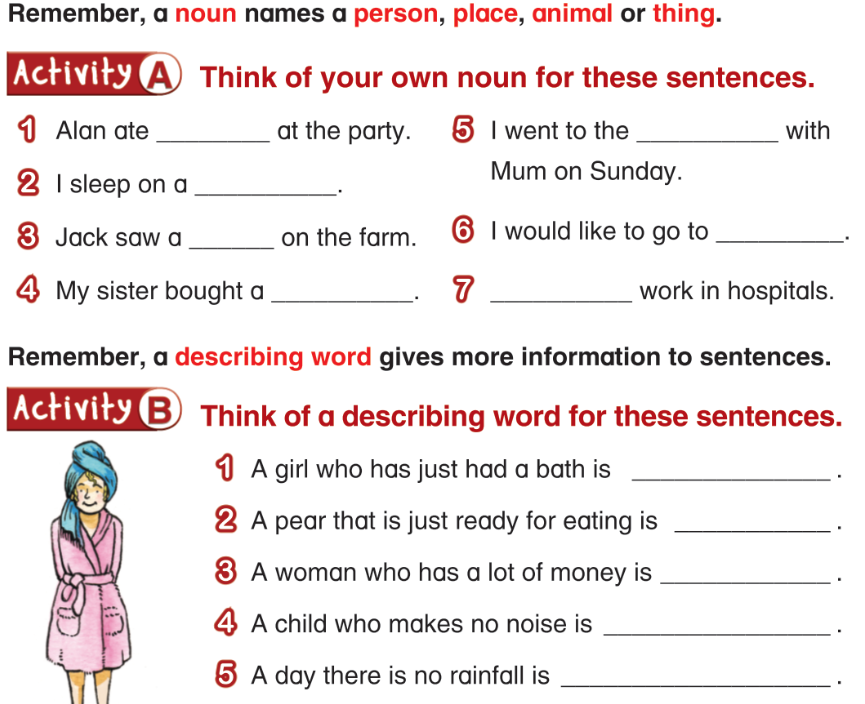 Remember, a noun names a person, place, animal or thing.
Activity A Think of your own noun for these sentences.
1 Alan ate ________ at the party.
2 I sleep on a __________.
3 Jack saw a ______ on the farm.
4 My sister bought a __________.
5 I went to the __________ with
Mum on Sunday.
6 I would like to go to _________.
7 __________ work in hospitals.
Remember, a describing word gives more information to sentences.
Activity B Think of a describing word for these sentences.
1 A girl who has just had a bath is ______________.
2 A pear that is just ready for eating is ___________.
3 A woman who has a lot of money is ____________.
4 A child who makes no noise is ________________.
5 A day there is no rainfall is ___________________.